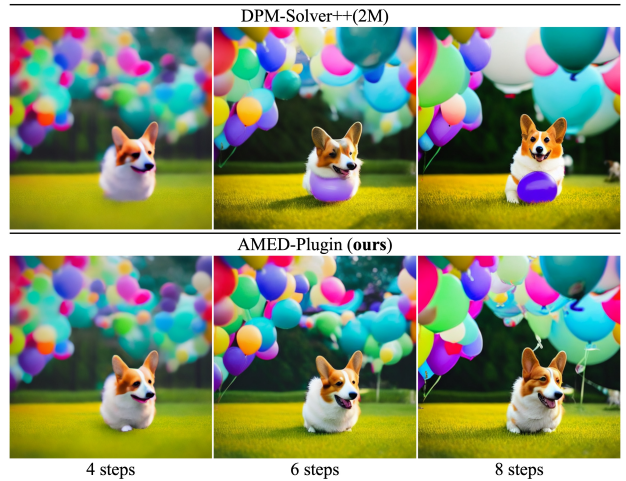 DPM-Solver++(2M)
AMED-Plugin (ours)
4 steps
6 steps
8 steps